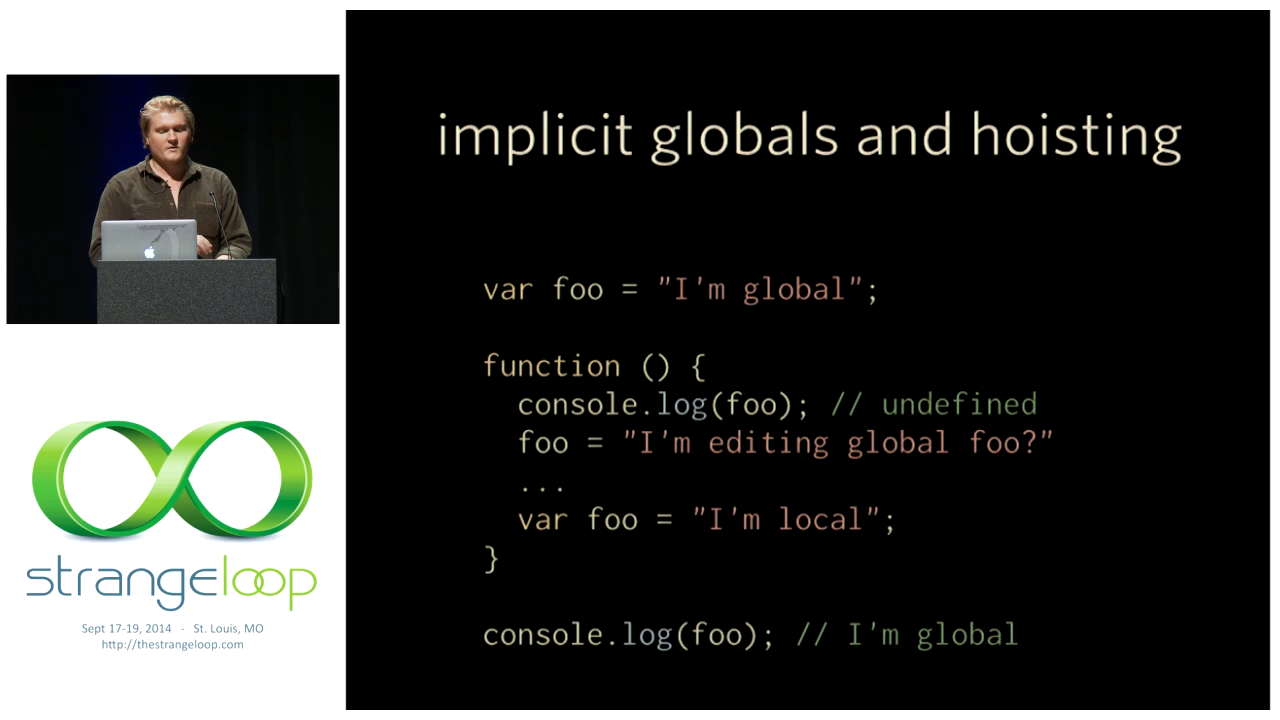 implicit globals and hoisting
var foo = "I'm global";
function () {
console.log(foo); // undefined
foo = "I'm editing global foo?"
...
var foo = "I'm local";
}
console.log(foo); // I'm global
strangeloop
Sept 17-19, 2014 - St. Louis, MO
http://thestrangeloop.com